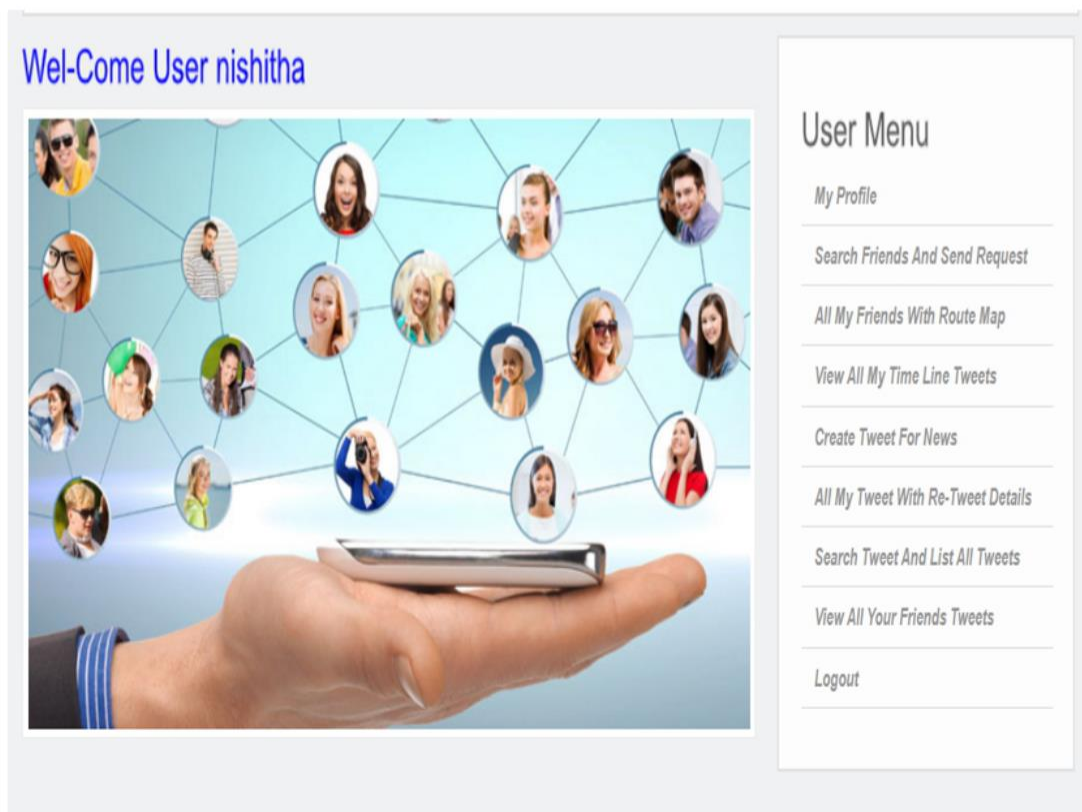 Wel-Come User nishitha
User Menu
My Profile
Search Friends And Send Request
All My Friends With Route Map
View All My Time Line Tweets
Create Tweet For News
All My Tweet With Re-Tweet Details
Search Tweet And List All Tweets
View All Your Friends Tweets
Logout